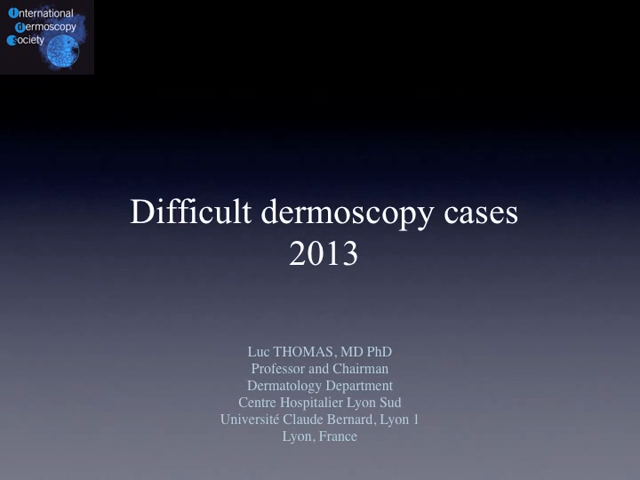 International
dermoscopy
Society
Difficult dermoscopy cases
2013
Luc THOMAS, MD PhD
Professor and Chairman
Dermatology Department
Centre Hospitalier Lyon Sud
Université Claude Bernard, Lyon 1
Lyon, France